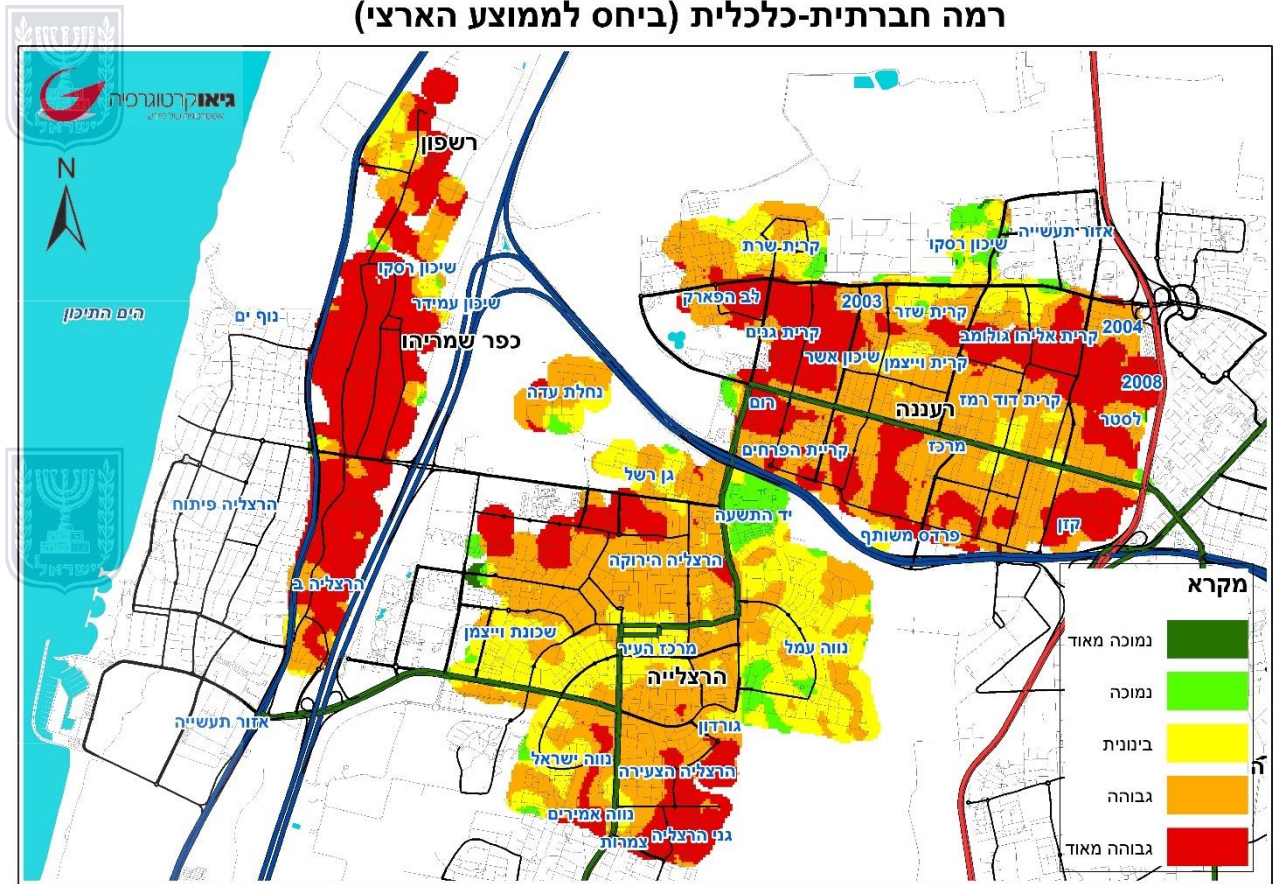 רמה חברתית-כלכלית (ביחס לממוצע הארצי)
גיאוקרטוגרפיה
ישראל
N
רשפון
קרית שרת
שיכון רסקו
אזור תעשייה
שיכון רסקו
לב הפארק
2003
קרית שזר
2004
הים התיכון
נוף ים
שיכון עמידר
קרית גנים
קרית אליהו גולומב
כפר שמריהו
שיכון אשר
קרית וייצמן
2008
נחלת עדה
רום
רעננה
קרית דוד רמז
לסטר
מרכז
קריית הפרחים
גן רשל
הרצליה פיתוח
יד התשעה
קזן
פרדס משותף
הרצליה הירוקה
הרצליה ב
ישראל
שכונת וייצמן
מרכז העיר
נווה עמל
הרצלייה
אזור תעשייה
גורדון
נווה ישראל
הרצליה הצעירה
נווה אמירים
גני הרצליה
צמרות
מקרא
נמוכה מאוד
נמוכה
בינונית
גבוהה
גבוהה מאוד
ה